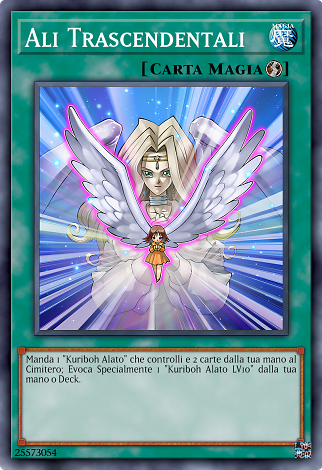 Ali Trascendentali
MAGIA
[Carta Magia]
Manda 1 "Kuriboh Alato" che controlli e 2 carte dalla tua mano al
Cimitero; Evoca Specialmente 1 "Kuriboh Alato LV10" dalla tua
mano o Deck.
25573054